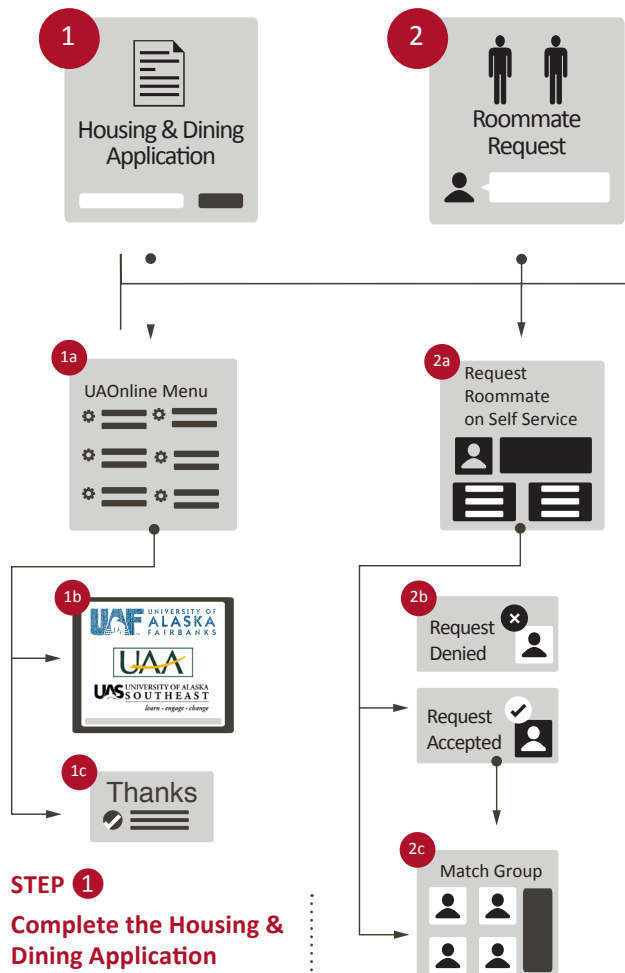 1
Housing & Dining
Application
2
Roommate
Request
1a
UAOnline Menu
2a
Request
Roommate
on Self Service
1b
UAF UNIVERSITY OF
ALASKA
FAIRBANKS
UAA
UAS UNIVERSITY OF ALASKA
SOUTHEAST
learn • engage • change
2b
Request
Denied
Request
Accepted
1c
Thanks
2c
Match Group
STEP 1
Complete the Housing &
Dining Application